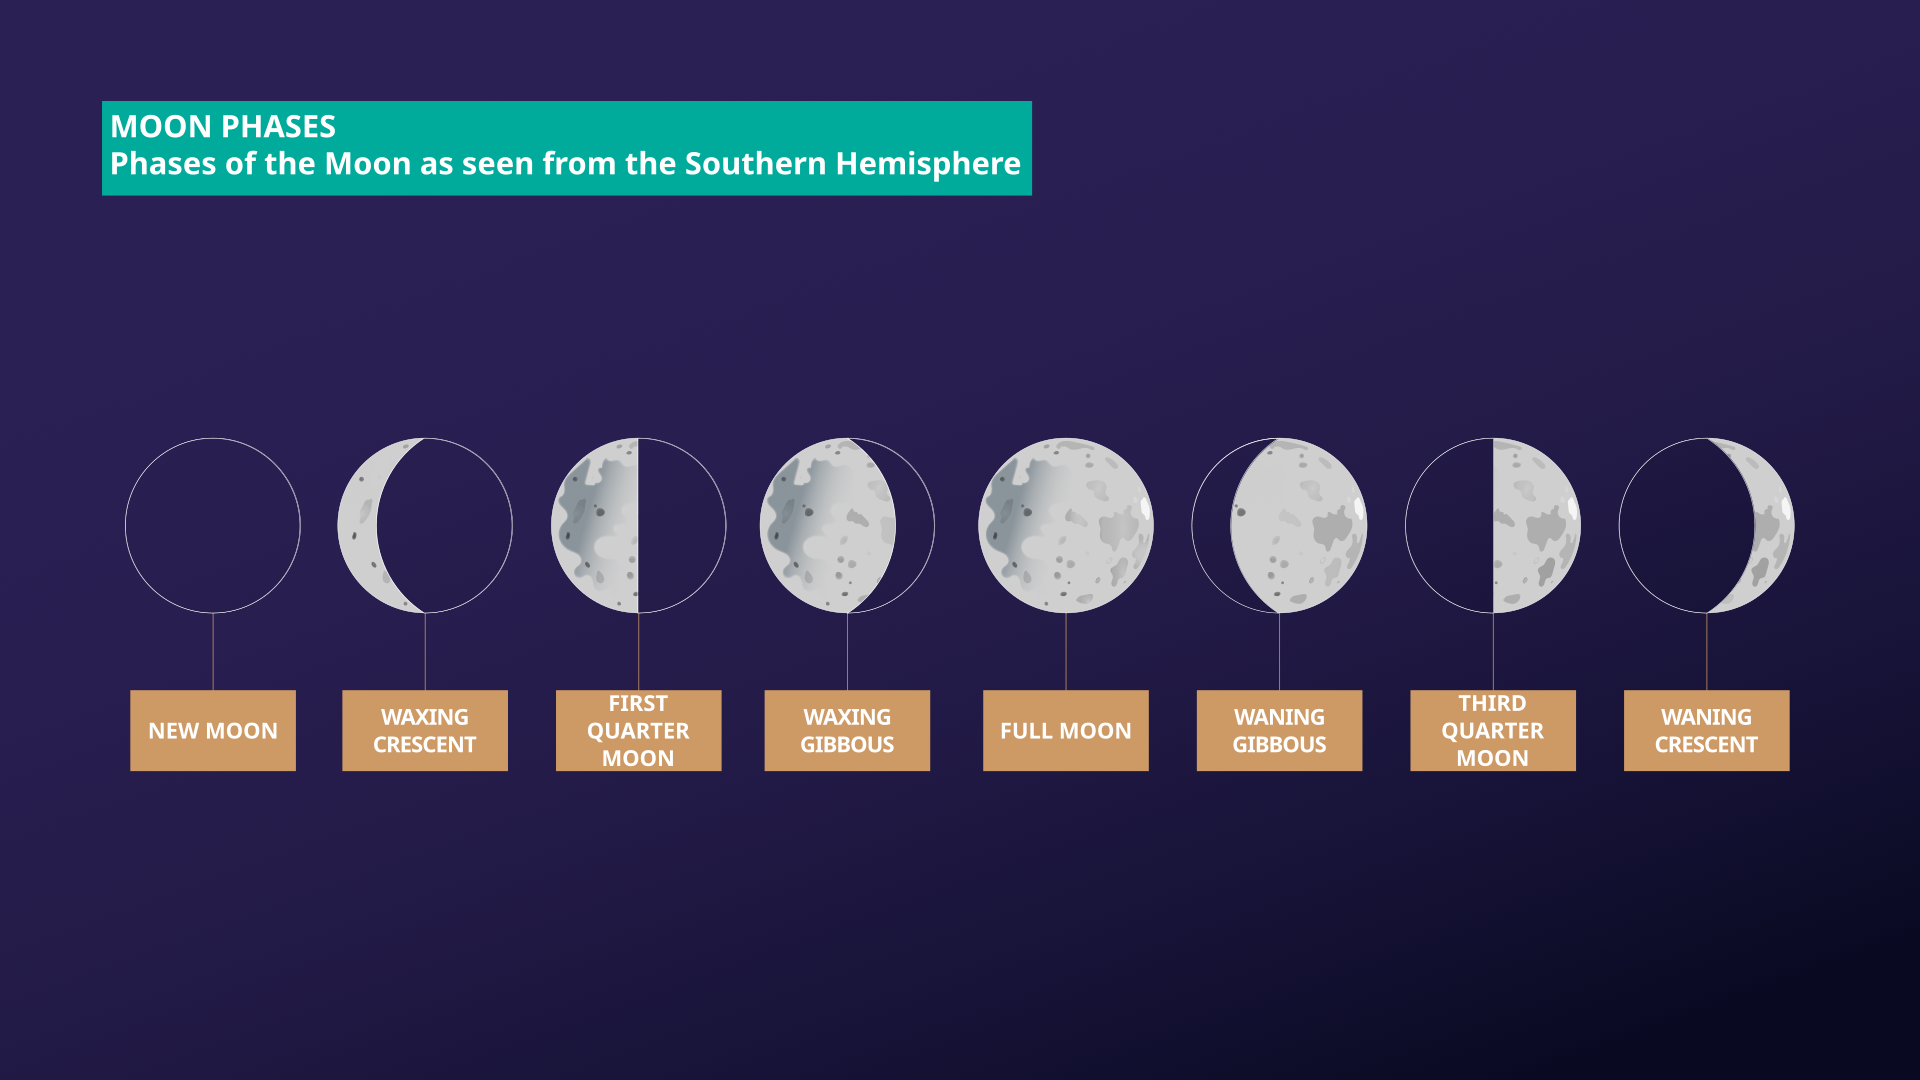 MOON PHASES
Phases of the Moon as seen from the Southern Hemisphere
NEW MOON
WAXING
CRESCENT
FIRST
QUARTER
MOON
WAXING
GIBBOUS
FULL MOON
WANING
GIBBOUS
THIRD
QUARTER
MOON
WANING
CRESCENT